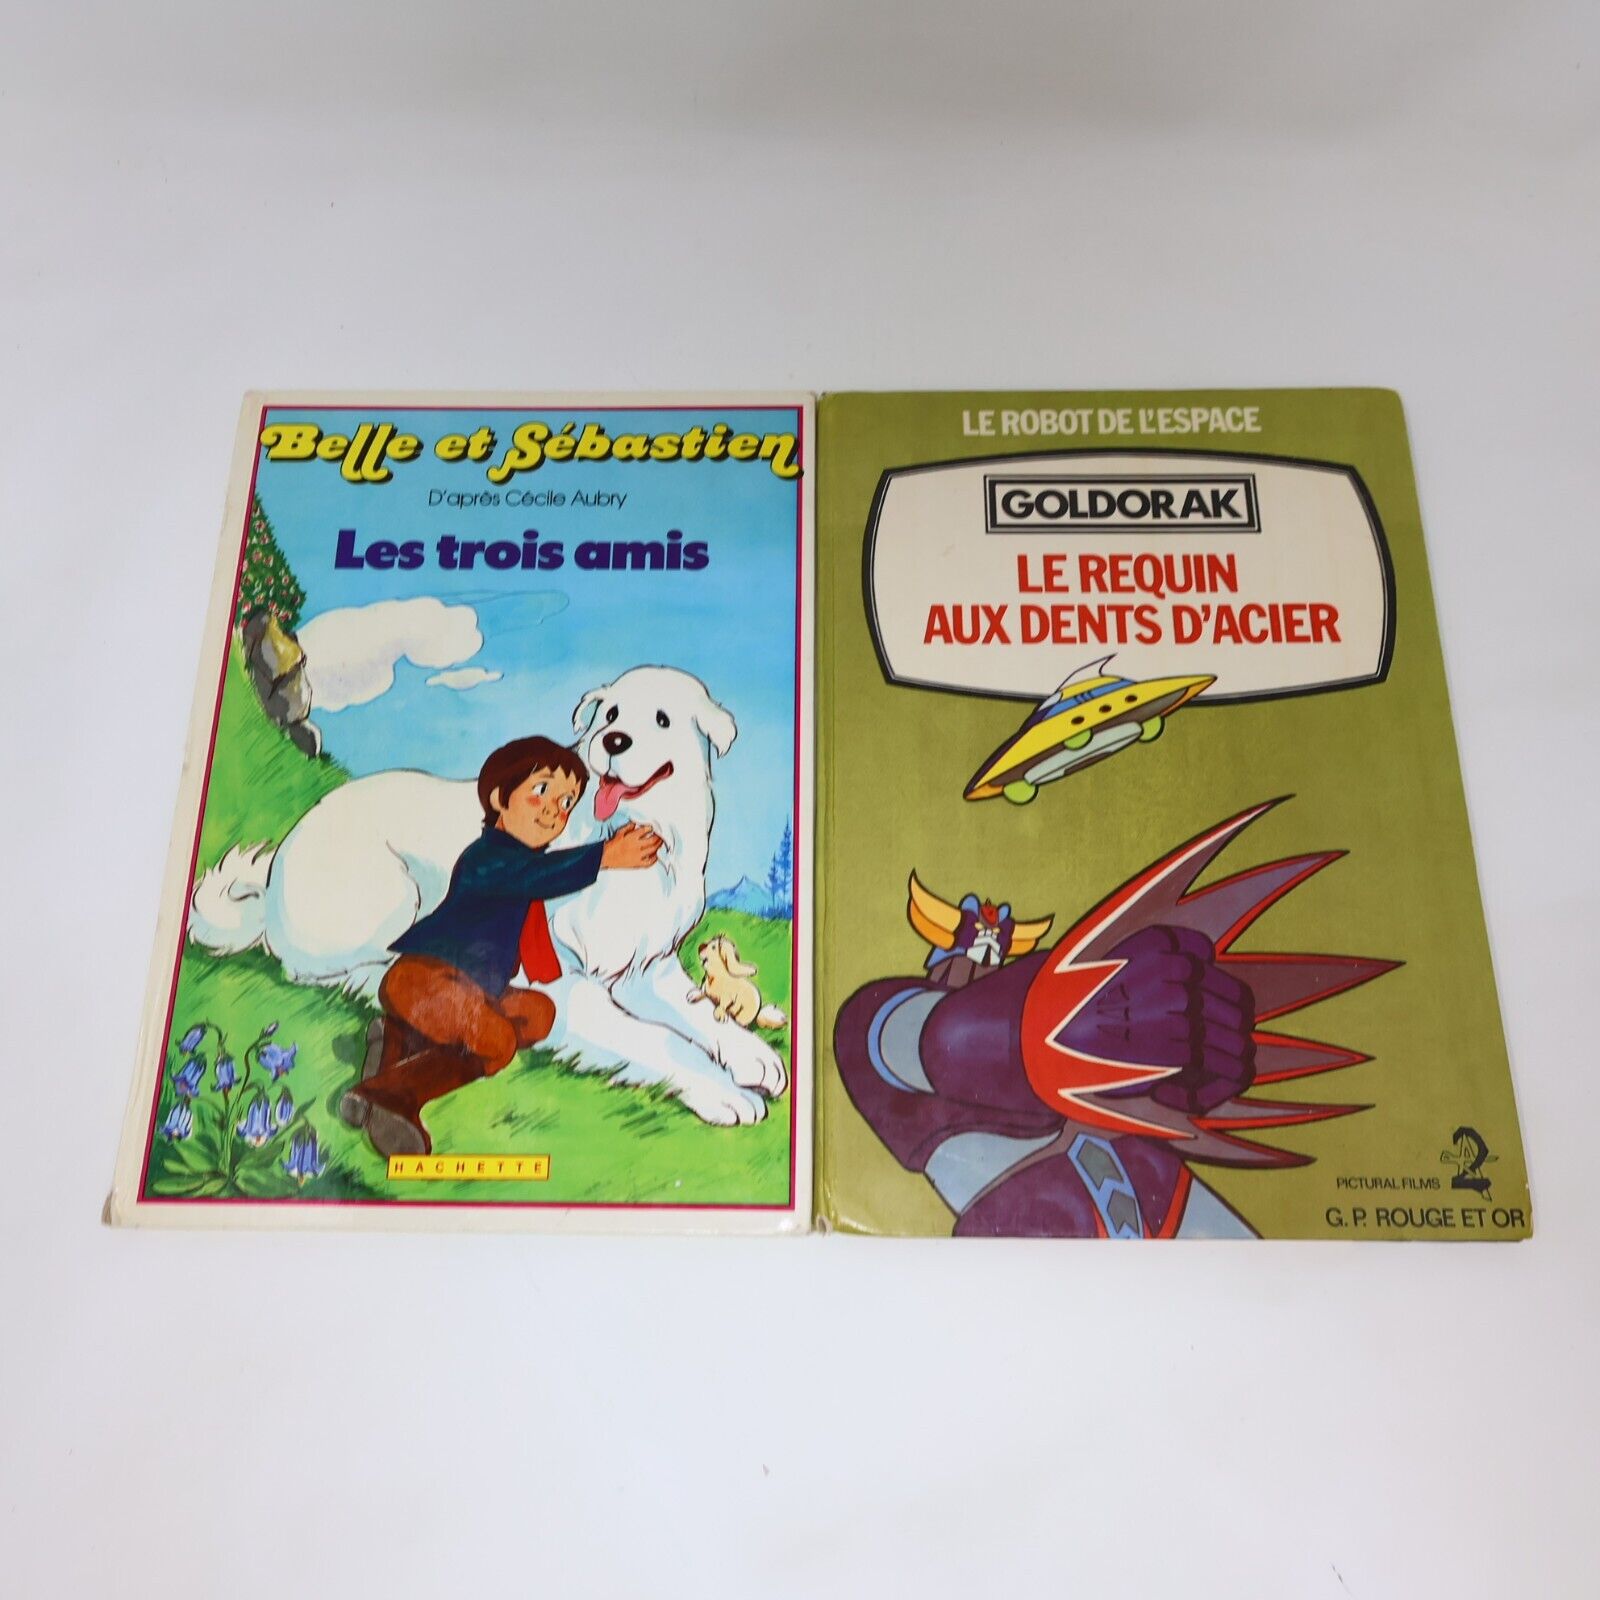 Belle et Sébastien
D'après Cécile Aubry
Les trois amis
HACHETTE
LE ROBOT DE L'ESPACE
GOLDORAK
LE REQUIN
AUX DENTS D'ACIER
PICTURAL FILMS
2
G.P. ROUGE ET OR